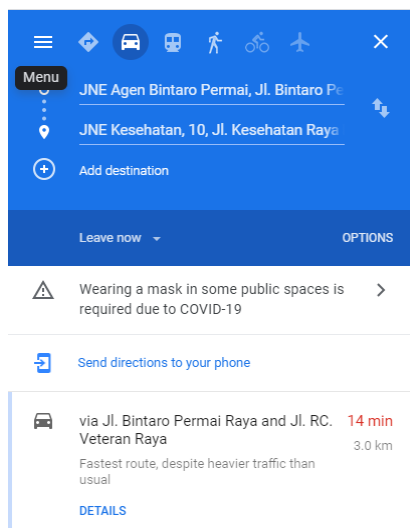 Menu
JNE Agen Bintaro Permai, Jl. Bintaro Pe
JNE Kesehatan, 10, Jl. Kesehatan Raya
Add destination
Leave now
OPTIONS
Wearing a mask in some public spaces is
required due to COVID-19
Send directions to your phone
via Jl. Bintaro Permai Raya and Jl. RC. 14 min
Veteran Raya 3.0 km
Fastest route, despite heavier traffic than
usual
DETAILS